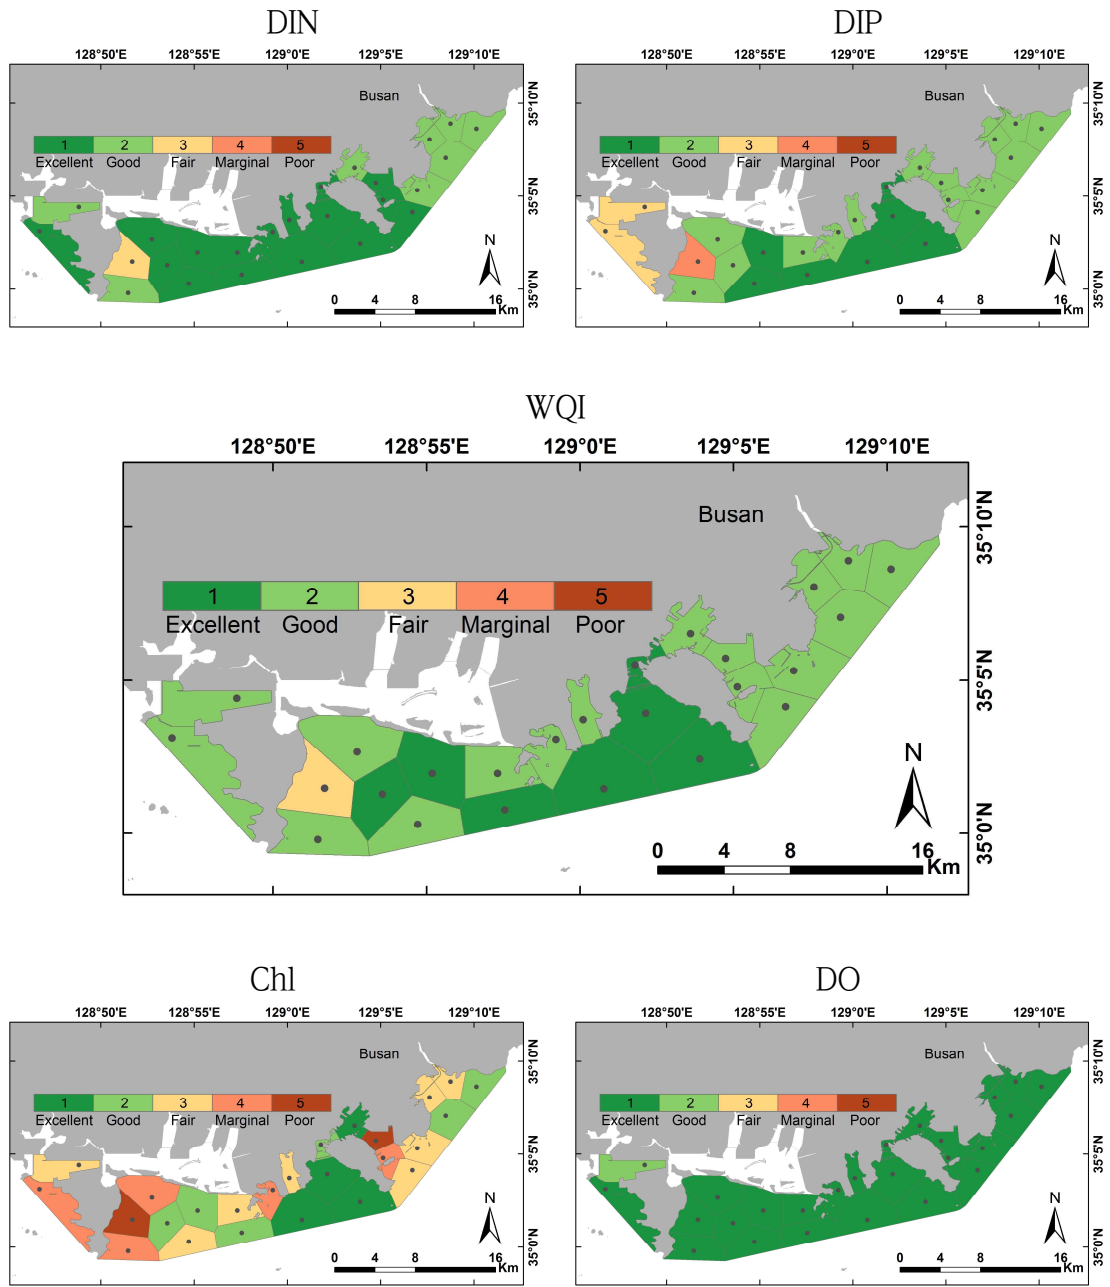 DIN
128°50'E 128°55'E 129°0'E 129°5'E 129°10'E
Busan
35°10'N
1 2 3 4 5
Excellent Good Fair Marginal Poor
35°5'N
N
35°0'N
0 4 8 16
Km
DIP
128°50'E 128°55'E 129°0'E 129°5'E 129°10'E
Busan
35°10'N
1 2 3 4 5
Excellent Good Fair Marginal Poor
35°5'N
N
35°0'N
0 4 8 16
Km
WQI
128°50'E 128°55'E 129°0'E 129°5'E 129°10'E
Busan
35°10'N
1 2 3 4 5
Excellent Good Fair Marginal Poor
35°5'N
N
35°0'N
0 4 8 16
Km
Chl
128°50'E 128°55'E 129°0'E 129°5'E 129°10'E
Busan
35°10'N
1 2 3 4 5
Excellent Good Fair Marginal Poor
35°5'N
N
35°0'N
0 4 8 16
Km
DO
128°50'E 128°55'E 129°0'E 129°5'E 129°10'E
Busan
35°10'N
1 2 3 4 5
Excellent Good Fair Marginal Poor
35°5'N
N
35°0'N
0 4 8 16
Km